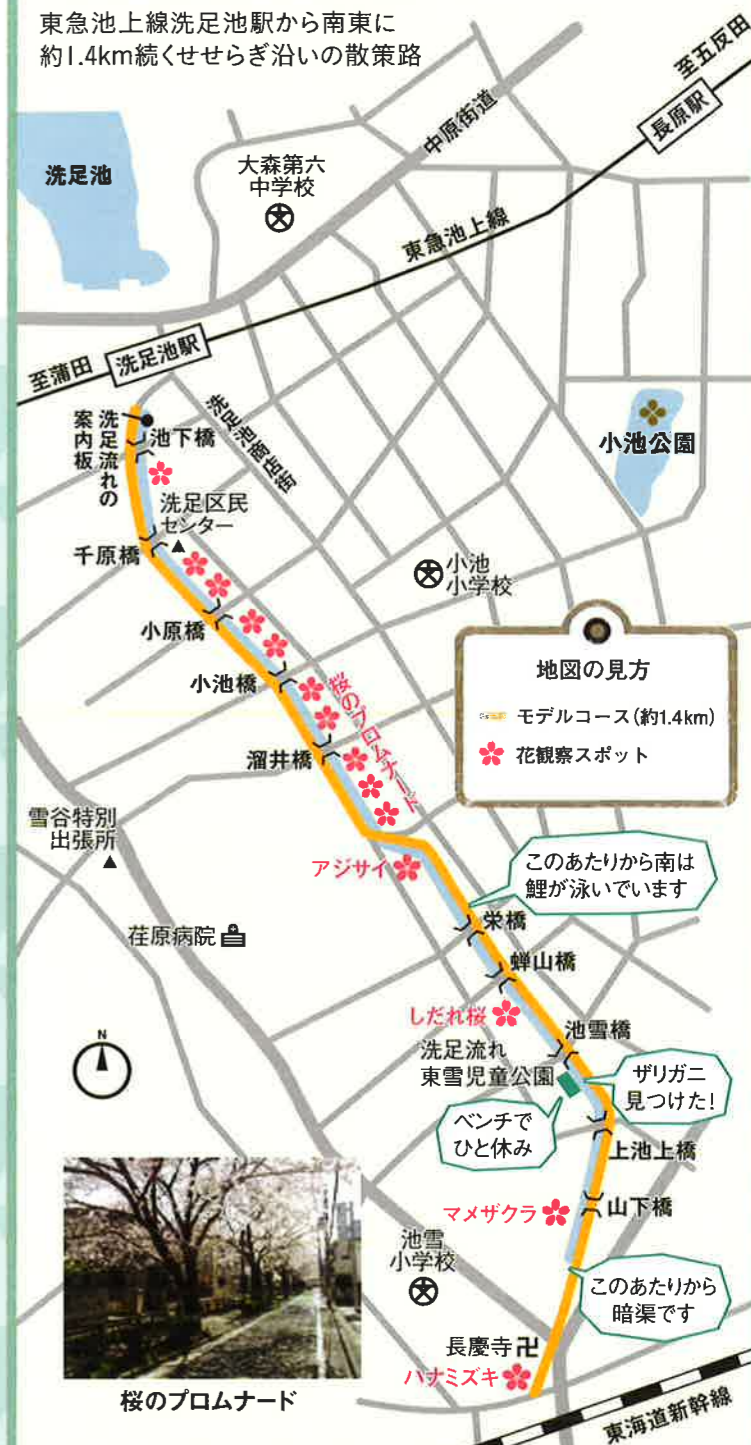 東急池上線洗足池駅から南東に
約1.4km続くせせらぎ沿いの散策路
至五反田
長原駅
中原街道
洗足池
大森第六
中学校
東急池上線
洗足池駅
至蒲田
洗足池商店街
洗足流れの
案内板
池下橋
小池公園
洗足区民
センター
千原橋
小池
小学校
小原橋
地図の見方
モデルコース(約1.4km)
花観察スポット
小池橋
桜のプロムナード
溜井橋
雪谷特別
出張所
アジサイ
このあたりから南は
鯉が泳いでいます
荏原病院
栄橋
蝉山橋
しだれ桜
池雪橋
洗足流れ
東雪児童公園
N
ザリガニ
見つけた!
ベンチで
ひと休み
上池上橋
マメザクラ
山下橋
池雪
小学校
このあたりから
暗渠です
長慶寺
ハナミズキ
桜のプロムナード
東海道新幹線